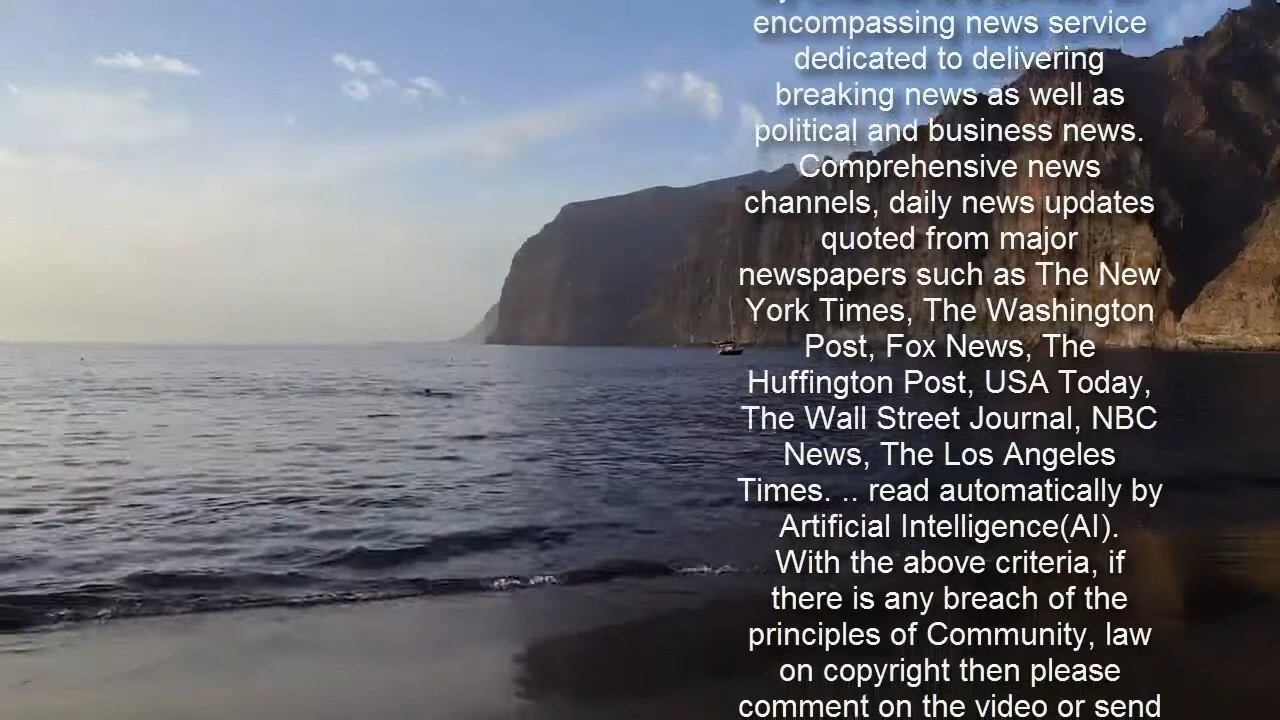 encompassing news service
dedicated to delivering
breaking news as well as
political and business news.
Comprehensive news
channels, daily news updates
quoted from major
newspapers such as The New
York Times, The Washington
Post, Fox News, The
Huffington Post, USA Today,
The Wall Street Journal, NBC
News, The Los Angeles
Times. .. read automatically by
Artificial Intelligence(AI).
With the above criteria, if
there is any breach of the
principles of Community, law
on copyright then please
comment on the video or send